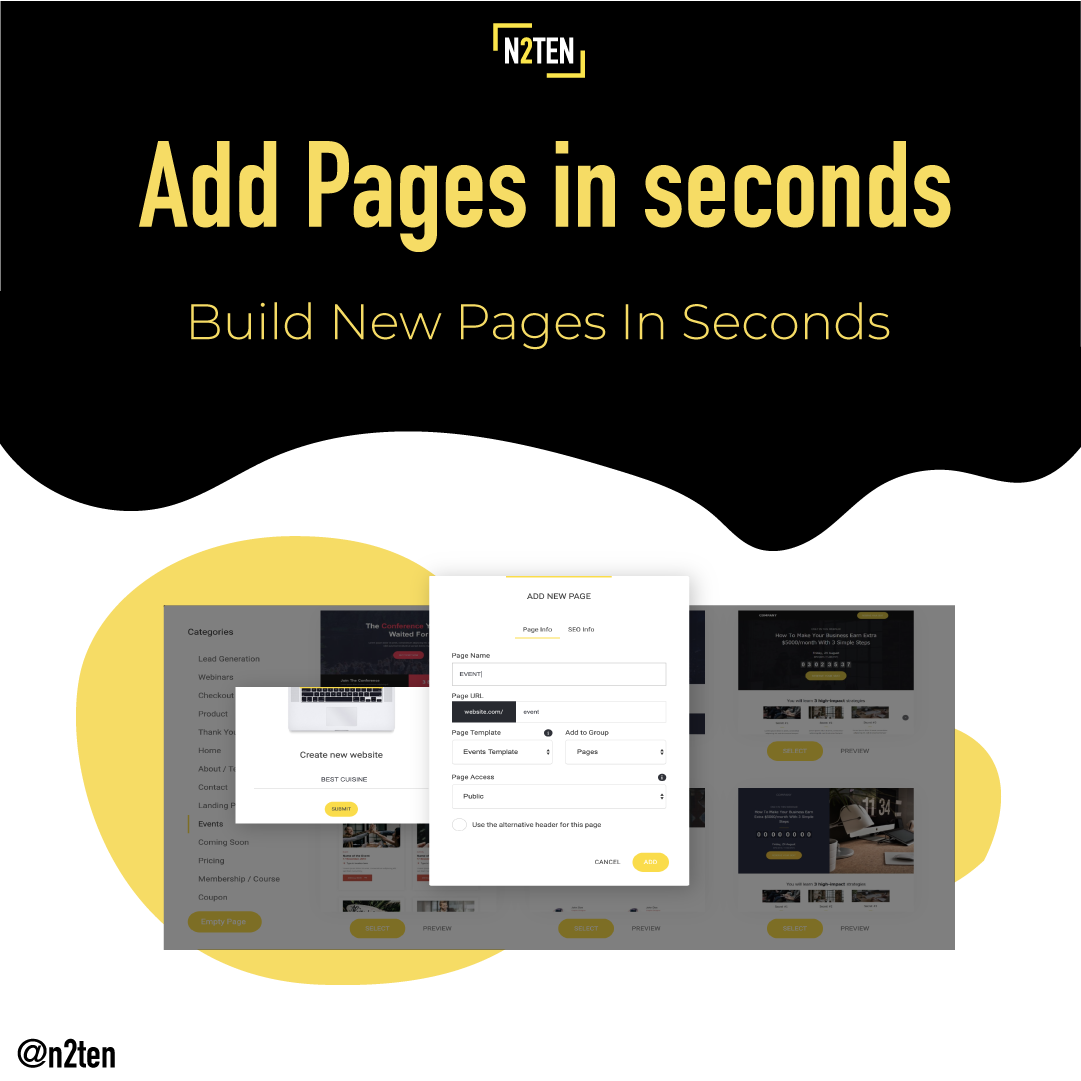 N2TEN
Add Pages in seconds
Build New Pages In Seconds
Categories
Lead Generation
Webinars
Checkout
Product
Thank You
Home
About / Te
Contact
Landing P
Events
Coming Soon
Pricing
Membership / Course
Coupon
Empty Page
The Conference Y
Waited For
Join The Conference
Create new website
BEST CUISINE
SUBMIT
SELECT
PREVIEW
ADD NEW PAGE
Page Info
SEO Info
Page Name
EVENT
Page URL
website.com/
event
Page Template
Add to Group
Events Template
Pages
Page Access
Public
Use the alternative header for this page
CANCEL
ADD
SELECT
PREVIEW
COMPANY
How To Make Your Business Earn Extra
$5000/month With 3 Simple Steps
03023537
You will learn 3 high-impact strategies
SELECT
PREVIEW
How To Make Your Business Earn
Extra $5000/month With 3 Simple
Steps
00000000
11 34
You will learn 3 high-impact strategies
SELECT
PREVIEW
@n2ten